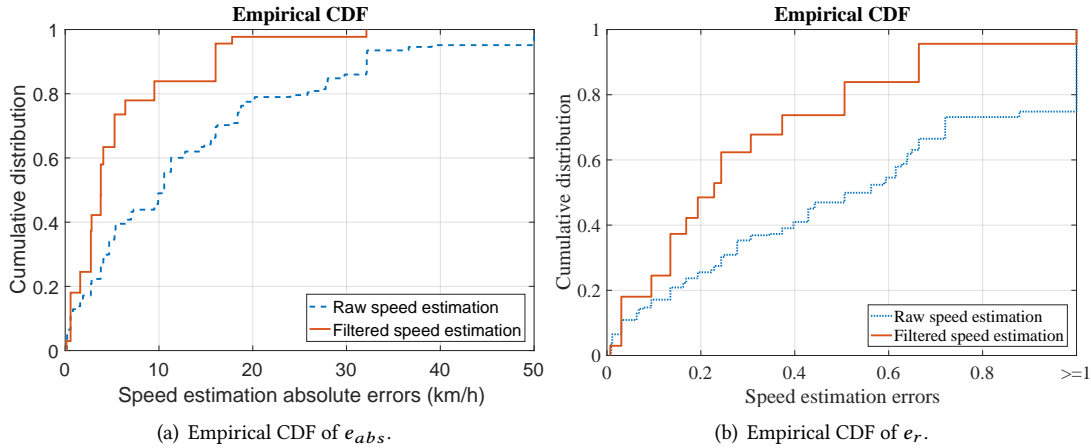 Empirical CDF
1
0.8
0.6
0.4
0.2
0
Cumulative distribution
Raw speed estimation
Filtered speed estimation
0 10 20 30 40 50
Speed estimation absolute errors (km/h)
(a) Empirical CDF of e_abs.
Empirical CDF
1
0.8
0.6
0.4
0.2
0
Cumulative distribution
Raw speed estimation
Filtered speed estimation
0 0.2 0.4 0.6 0.8 >=1
Speed estimation errors
(b) Empirical CDF of e_r.